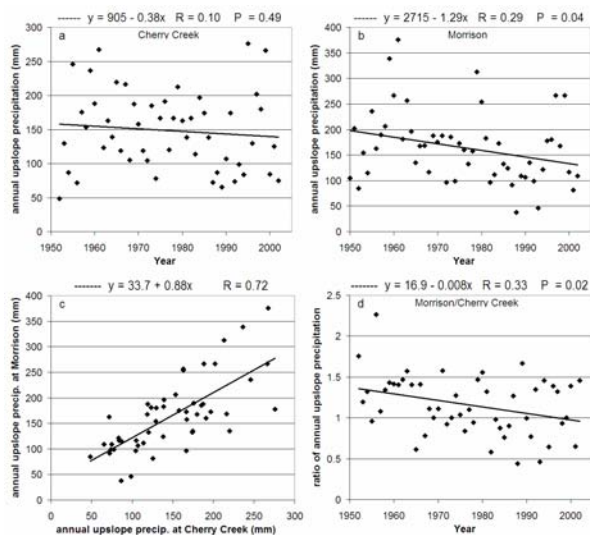 ------ y = 905 - 0.38x R = 0.10 P = 0.49
a
Cherry Creek
annual upslope precipitation (mm)
300
250
200
150
100
50
0
1950 1960 1970 1980 1990 2000
Year
------ y = 2715 - 1.29x R = 0.29 P = 0.04
b
Morrison
annual upslope precipitation (mm)
400
350
300
250
200
150
100
50
0
1950 1960 1970 1980 1990 2000
Year
------ y = 33.7 + 0.88x R = 0.72
c
annual upslope precip. at Morrison (mm)
400
350
300
250
200
150
100
50
0
0 50 100 150 200 250 300
annual upslope precip. at Cherry Creek (mm)
------ y = 16.9 - 0.008x R = 0.33 P = 0.02
Morrison/Cherry Creek
d
ratio of annual upslope precipitation
2.5
2
1.5
1
0.5
0
1950 1960 1970 1980 1990 2000
Year